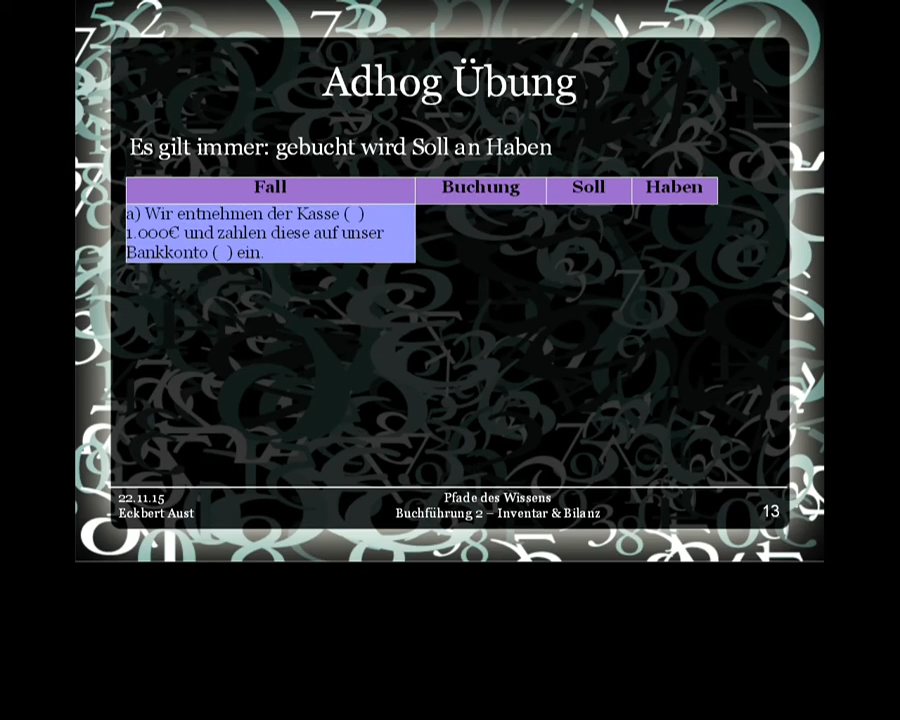 Adhog Übung
Es gilt immer: gebucht wird Soll an Haben
Fall Buchung Soll Haben
a) Wir entnehmen der Kasse (  )
1.000€ und zahlen diese auf unser
Bankkonto (  ) ein.
22.11.15
Eckbert Aust
Pfade des Wissens
Buchführung 2 – Inventar & Bilanz
13